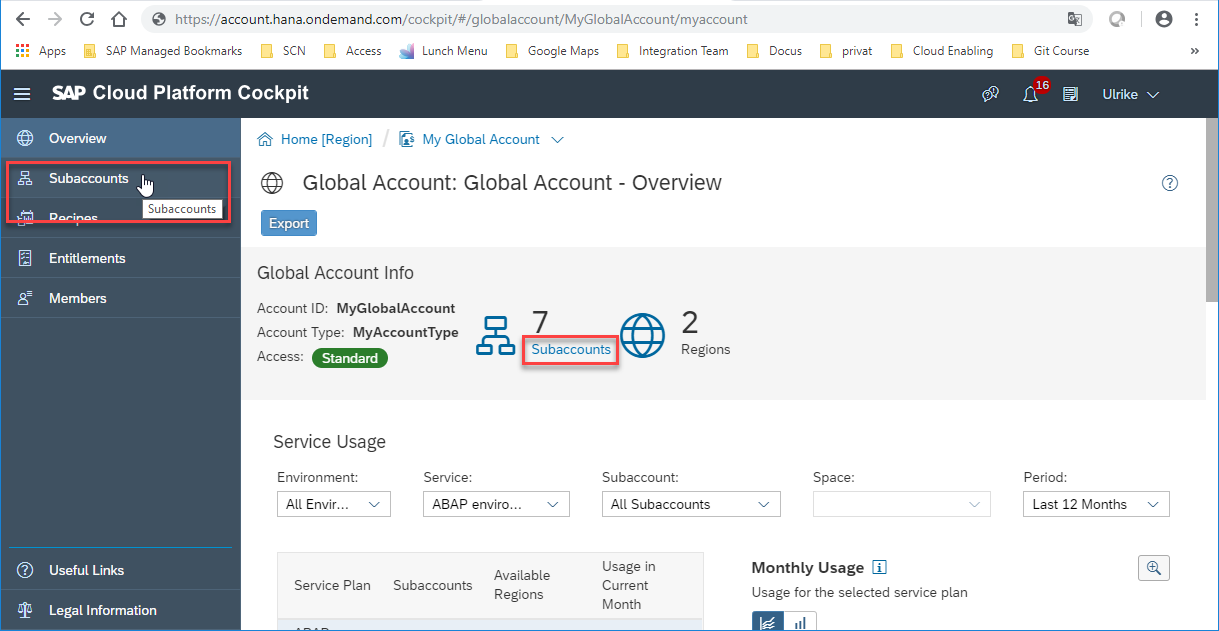 https://account.hana.ondemand.com/cockpit/#/globalaccount/MyGlobalAccount/myaccount
Apps SAP Managed Bookmarks SCN Access Lunch Menu Google Maps Integration Team Docus privat Cloud Enabling Git Course »
SAP Cloud Platform Cockpit 16 Ulrike
Overview
Subaccounts
Subaccounts
Recipes
Entitlements
Members
Useful Links
Legal Information
Home [Region] / My Global Account
Global Account: Global Account - Overview
Export
Global Account Info
Account ID: MyGlobalAccount
Account Type: MyAccountType
Access: Standard
7
Subaccounts
2
Regions
Service Usage
Environment: Service: Subaccount: Space: Period:
All Envir... ABAP enviro... All Subaccounts Last 12 Months
Service Plan Subaccounts Available Regions Usage in Current Month
Monthly Usage
Usage for the selected service plan